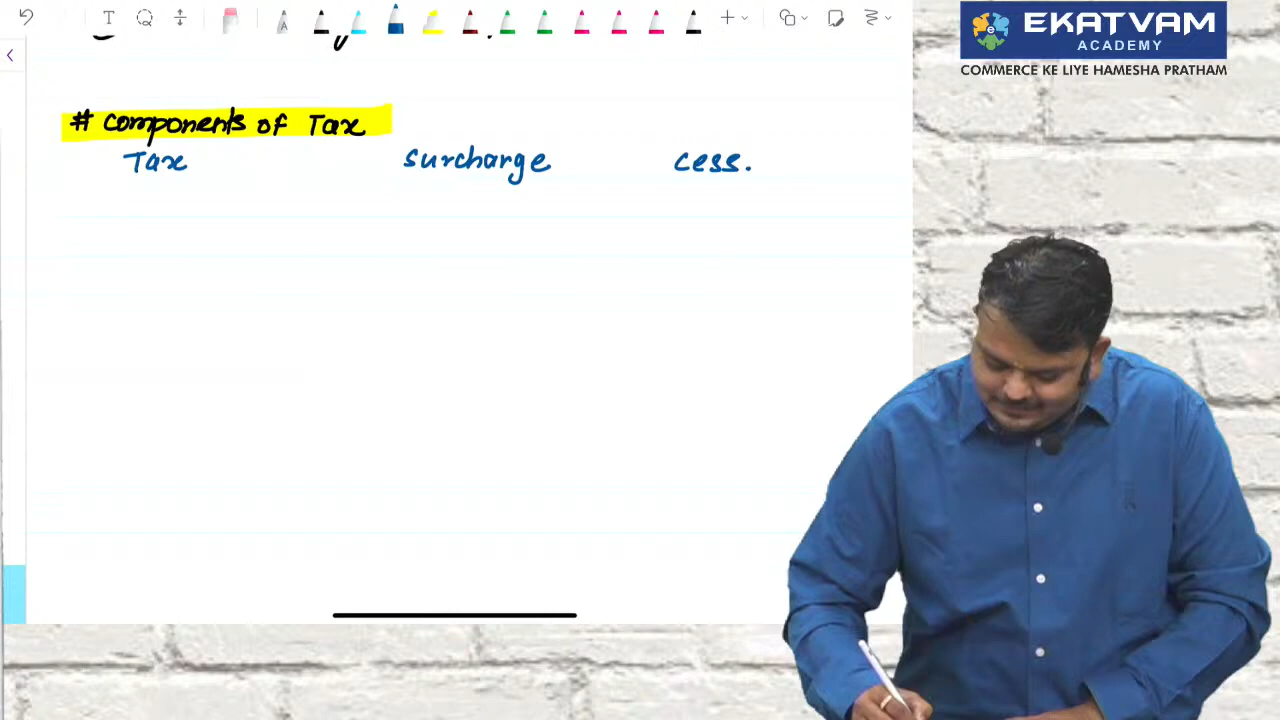 EKATVAM
ACADEMY
COMMERCE KE LIYE HAMESHA PRATHAM
# components of Tax
Tax surcharge cess.